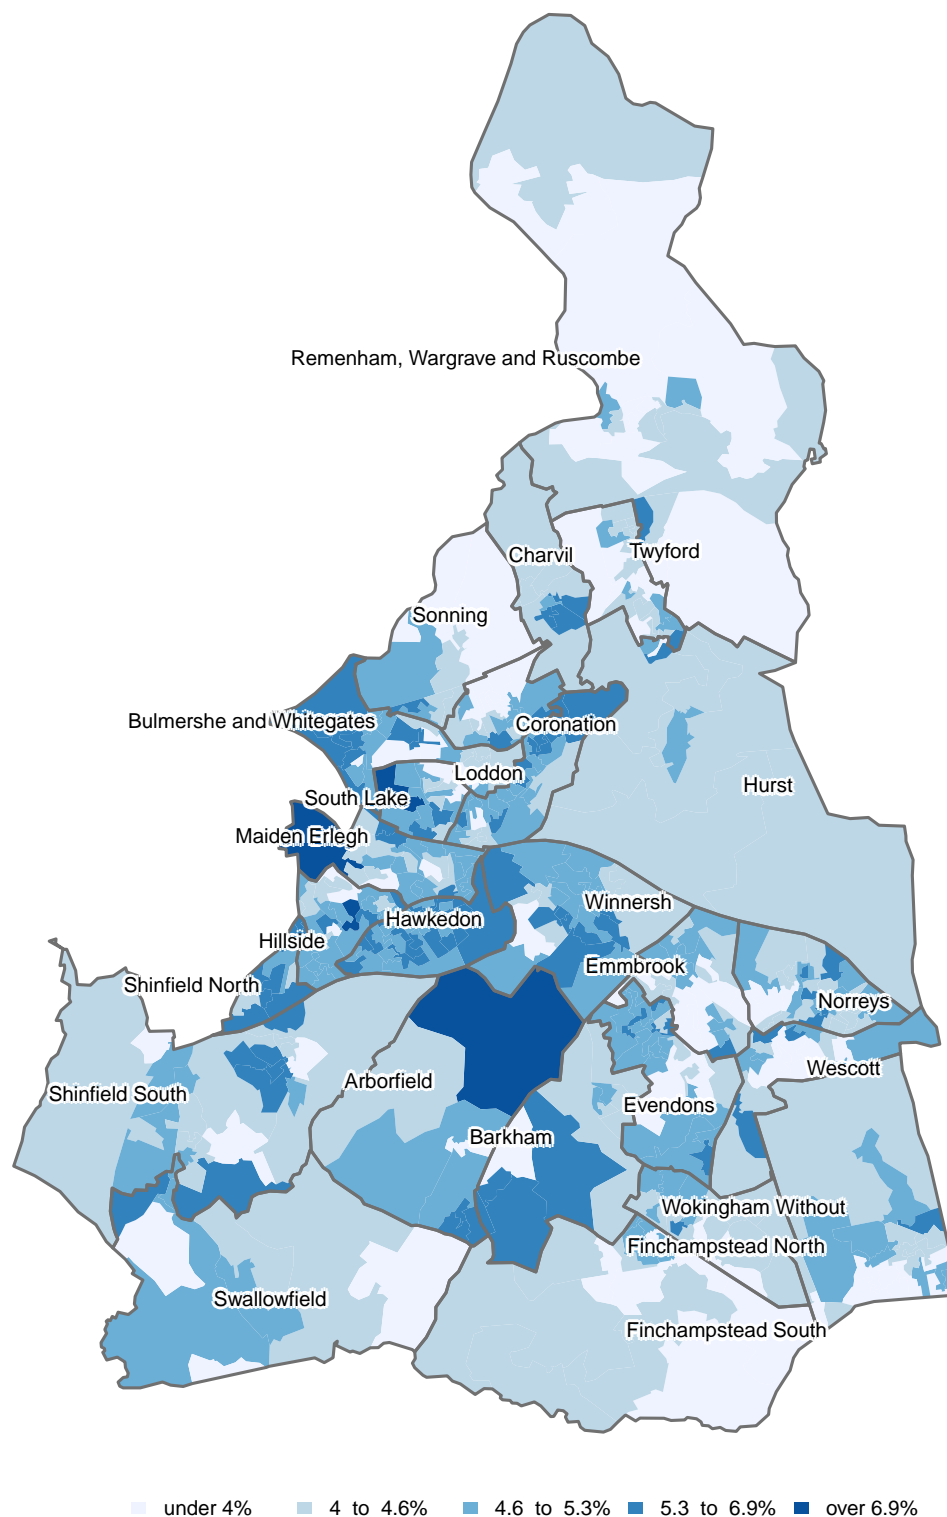 Remenham, Wargrave and Ruscombe
Charvil
Twyford
Sonning
Bulmershe and Whitegates
Coronation
Loddon
Hurst
South Lake
Maiden Erlegh
Winnersh
Hawkedon
Hillside
Emmbrook
Shinfield North
Norreys
Wescott
Arborfield
Shinfield South
Evendons
Barkham
Wokingham Without
Finchampstead North
Swallowfield
Finchampstead South
under 4% 4 to 4.6% 4.6 to 5.3% 5.3 to 6.9% over 6.9%